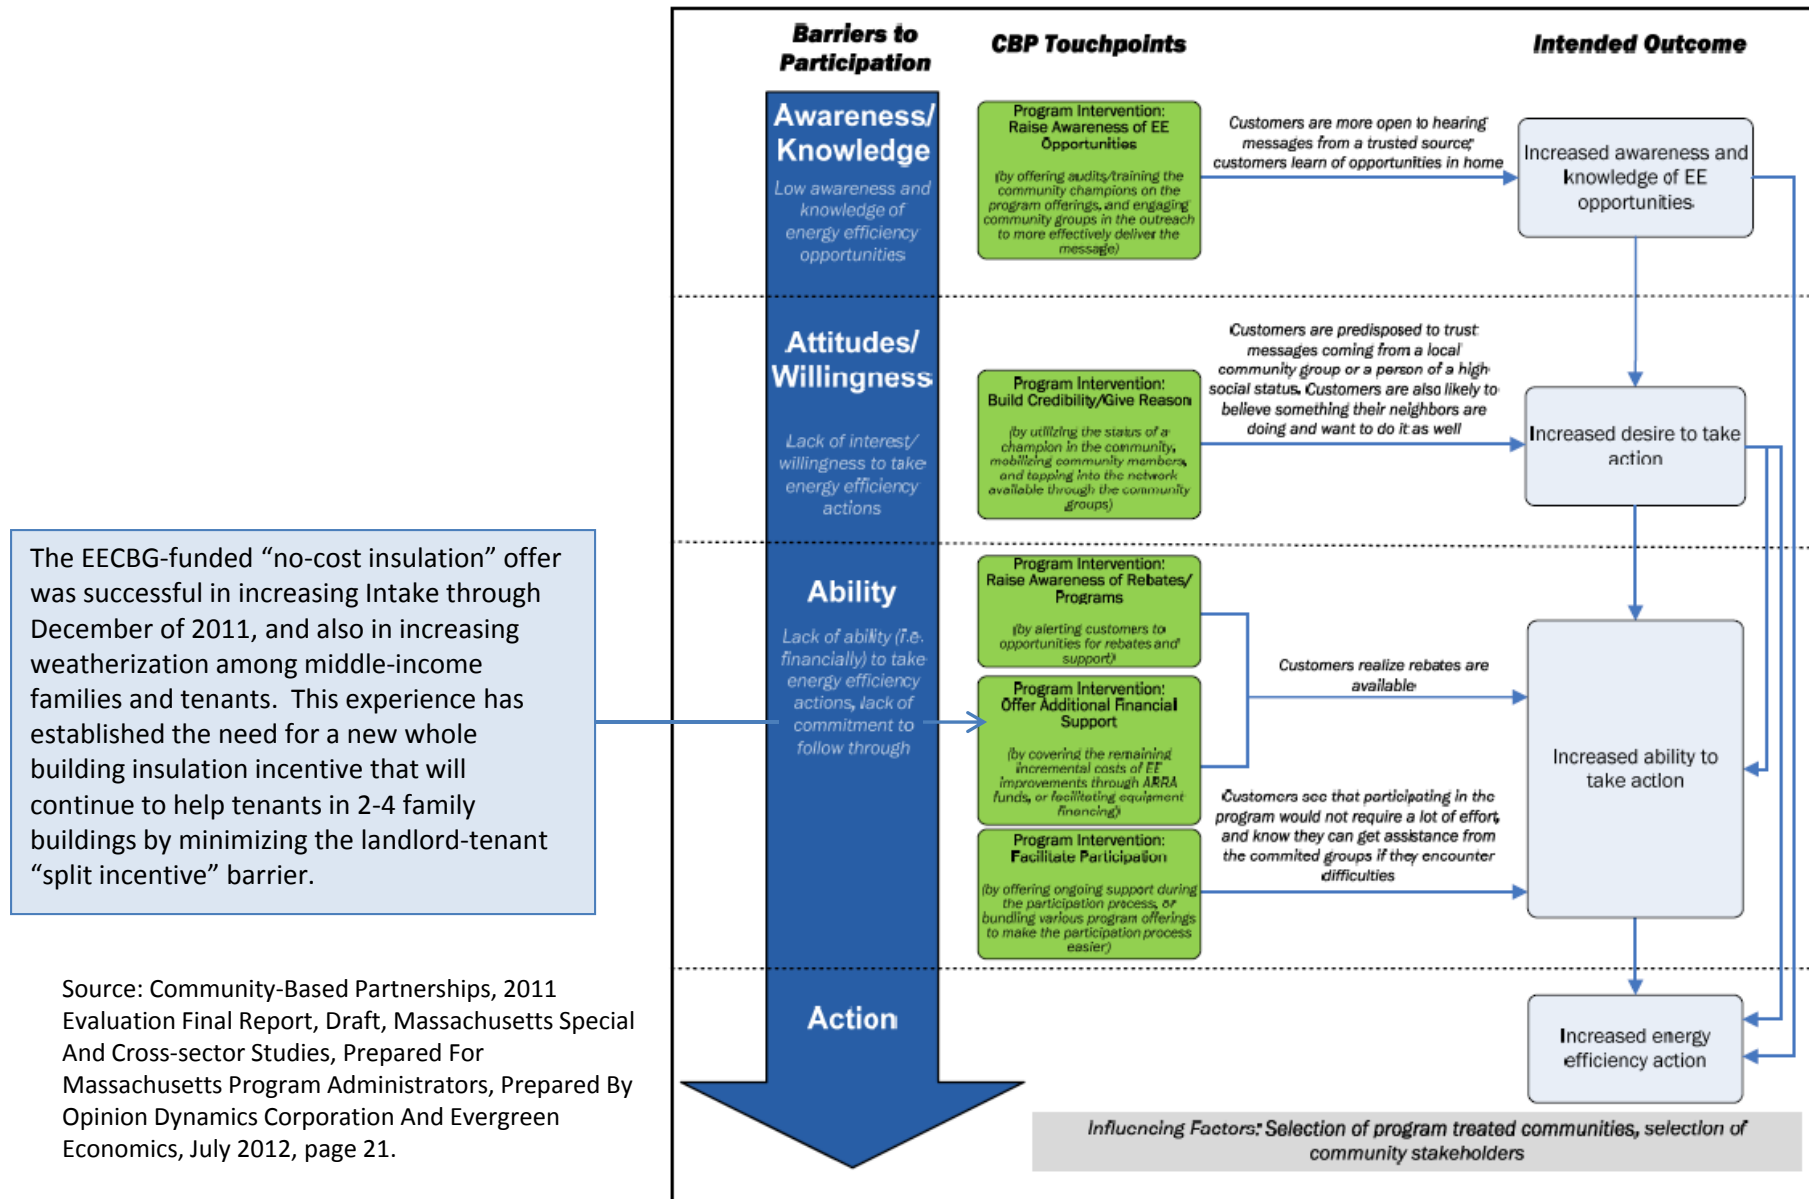 Barriers to
Participation
CBP Touchpoints
Intended Outcome
Awareness/
Knowledge
Low awareness and
knowledge of
energy efficiency
opportunities
Program Intervention:
Raise Awareness of EE
Opportunities
(by offering audits/training the
community champions on the
program offerings, and engaging
community groups in the outreach
to more effectively deliver the
message)
Customers are more open to hearing
messages from a trusted source;
customers learn of opportunities in home
Increased awareness and
knowledge of EE
opportunities
Attitudes/
Willingness
Lack of interest/
willingness to take
energy efficiency
actions
Program Intervention:
Build Credibility/Give Reason
(by utilizing the status of a
champion in the community,
mobilizing community members,
and tapping into the network
available through the community
groups)
Customers are predisposed to trust
messages coming from a local
community group or a person of a high
social status. Customers are also likely to
believe something their neighbors are
doing and want to do it as well
Increased desire to take
action
The EECBG-funded “no-cost insulation” offer
was successful in increasing Intake through
December of 2011, and also in increasing
weatherization among middle-income
families and tenants. This experience has
established the need for a new whole
building insulation incentive that will
continue to help tenants in 2-4 family
buildings by minimizing the landlord-tenant
“split incentive” barrier.
Ability
Lack of ability (i.e.
financially) to take
energy efficiency
actions, lack of
commitment to
follow through
Program Intervention:
Raise Awareness of Rebates/
Programs
(by alerting customers to
opportunities for rebates and
support)
Program Intervention:
Offer Additional Financial
Support
(by covering the remaining
incremental costs of EE
improvements through ARRA
funds, or facilitating equipment
financing)
Program Intervention:
Facilitate Participation
(by offering ongoing support during
the participation process, or
bundling various program offerings
to make the participation process
easier)
Customers realize rebates are
available
Customers see that participating in the
program would not require a lot of effort,
and know they can get assistance from
the commited groups if they encounter
difficulties
Increased ability to
take action
Action
Increased energy
efficiency action
Influencing Factors: Selection of program treated communities, selection of
community stakeholders
Source: Community-Based Partnerships, 2011
Evaluation Final Report, Draft, Massachusetts Special
And Cross-sector Studies, Prepared For
Massachusetts Program Administrators, Prepared By
Opinion Dynamics Corporation And Evergreen
Economics, July 2012, page 21.